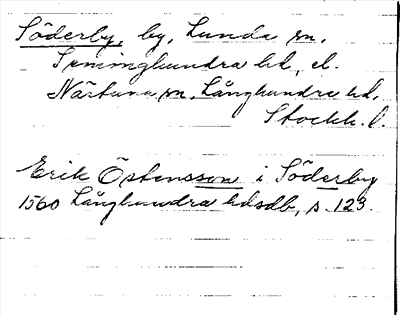 Söderby, by, Lunda sn,
Seminghundra hd, el.
Närtuna sn, Långhundra hd,
Stockh. l.
Erik Östensson i Söderby
1560 Långhundra hdsdb, s. 123.